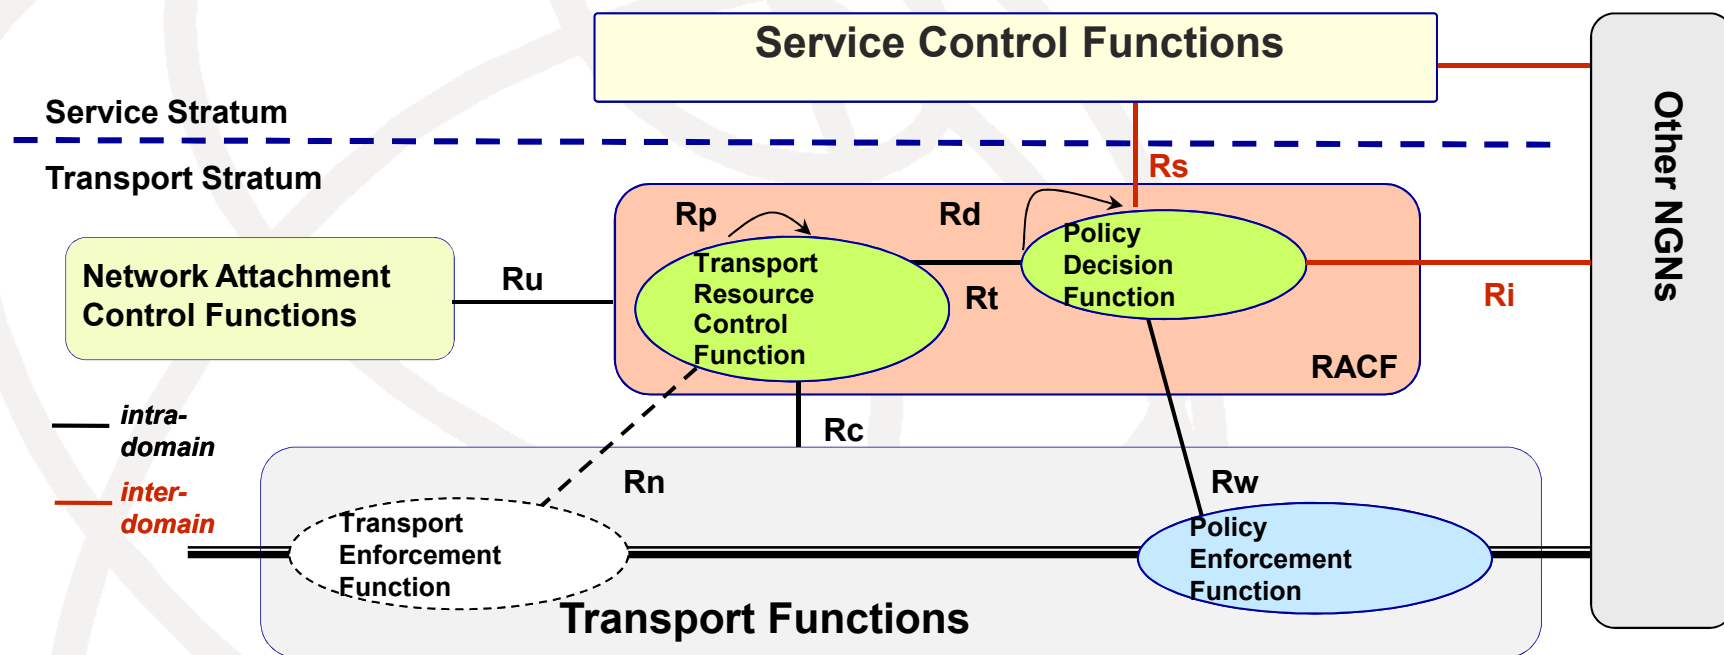 Service Control Functions
Service Stratum
Transport Stratum
Rs
Rp
Rd
Policy
Decision
Function
Network Attachment
Control Functions
Ru
Transport
Resource
Control
Function
Rt
Ri
RACF
Other NGNs
intra-
domain
inter-
domain
Rc
Rn
Rw
Transport
Enforcement
Function
Policy
Enforcement
Function
Transport Functions